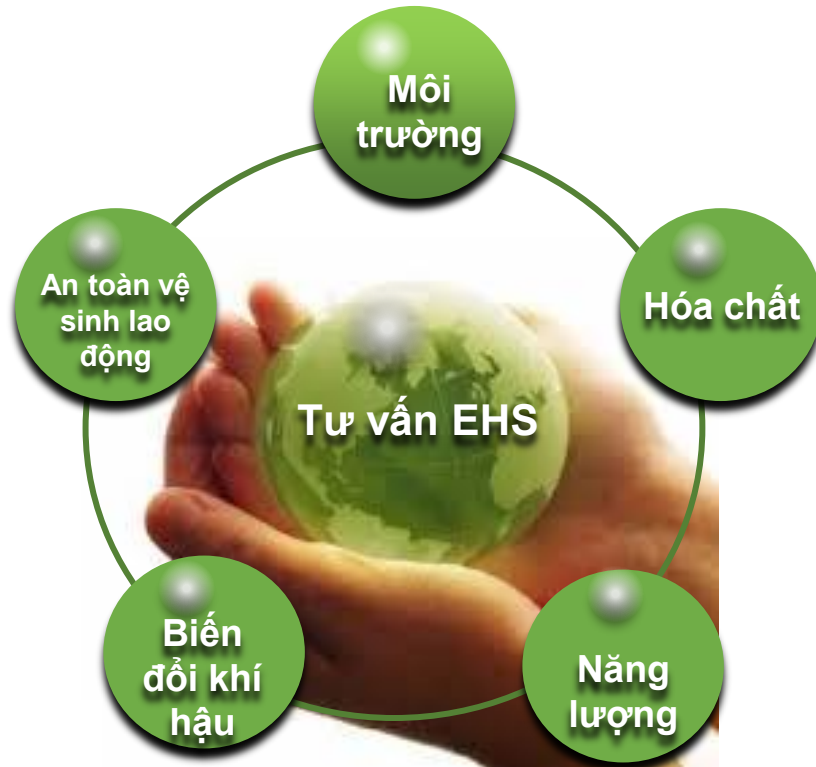 Môi
trường
An toàn vệ
sinh lao
động
Hóa chất
Tư vấn EHS
Biến
đổi khí
hậu
Năng
lượng